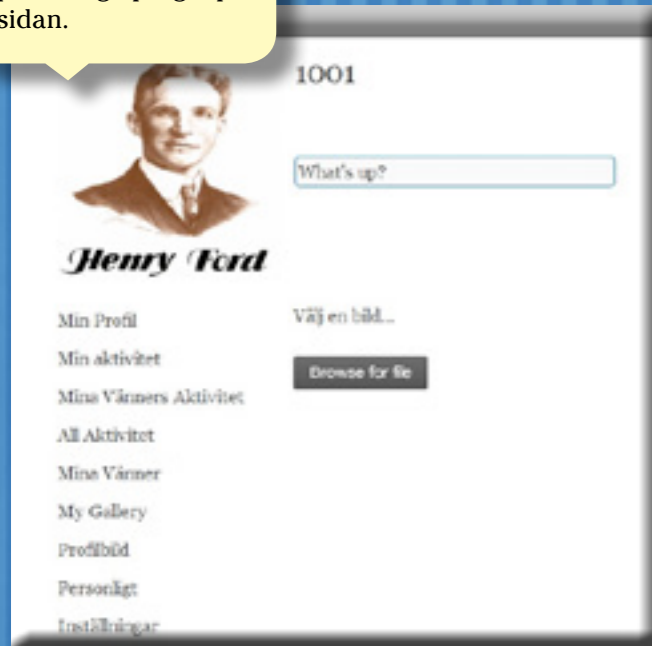 sidan.
1001
What's up?
Henry Ford
Min Profil
Min aktivitet
Mina Vänners Aktivitet
All Aktivitet
Mina Vänner
My Gallery
Profilbild
Personligt
Inställningar
Välj en bild...
Browse for file